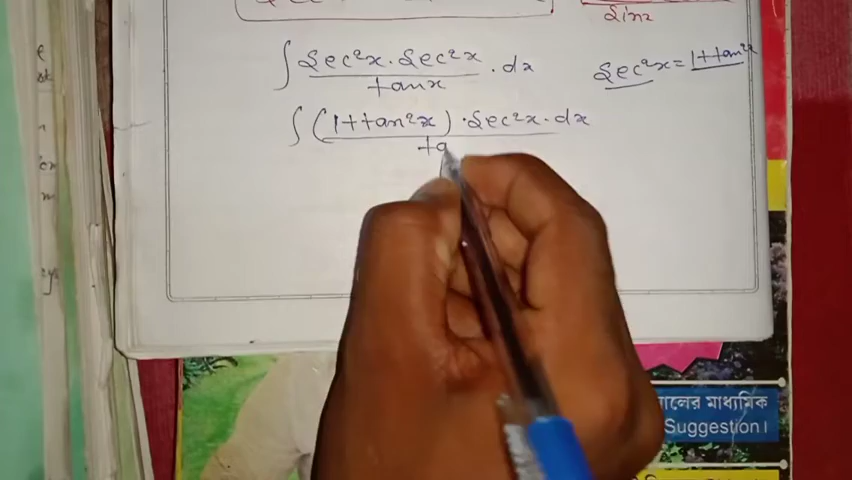 Sinx
∫ Sec²x · Sec²x / tanx · dx
Sec²x = 1 + tan²x
∫ (1 + tan²x) · Sec²x · dx / ta
মালের মাধ্যমিক
Suggestion।